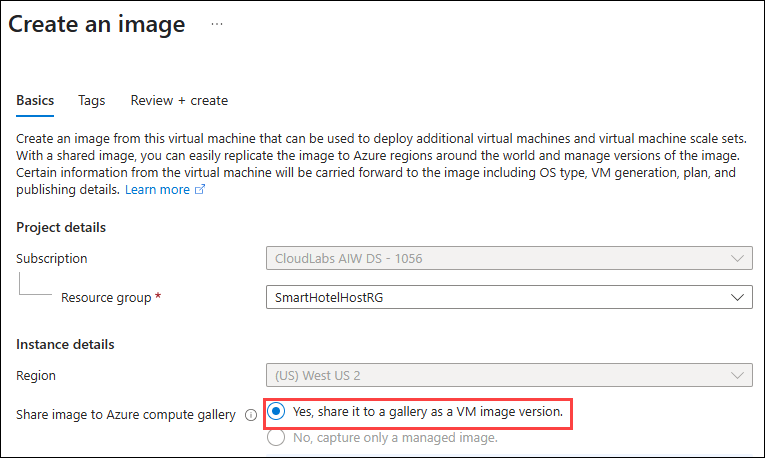 Create an image ...
Basics Tags Review + create
Create an image from this virtual machine that can be used to deploy additional virtual machines and virtual machine scale sets.
With a shared image, you can easily replicate the image to Azure regions around the world and manage versions of the image.
Certain information from the virtual machine will be carried forward to the image including OS type, VM generation, plan, and
publishing details. Learn more
Project details
Subscription CloudLabs AIW DS - 1056
Resource group * SmartHotelHostRG
Instance details
Region (US) West US 2
Share image to Azure compute gallery Yes, share it to a gallery as a VM image version.
No, capture only a managed image.